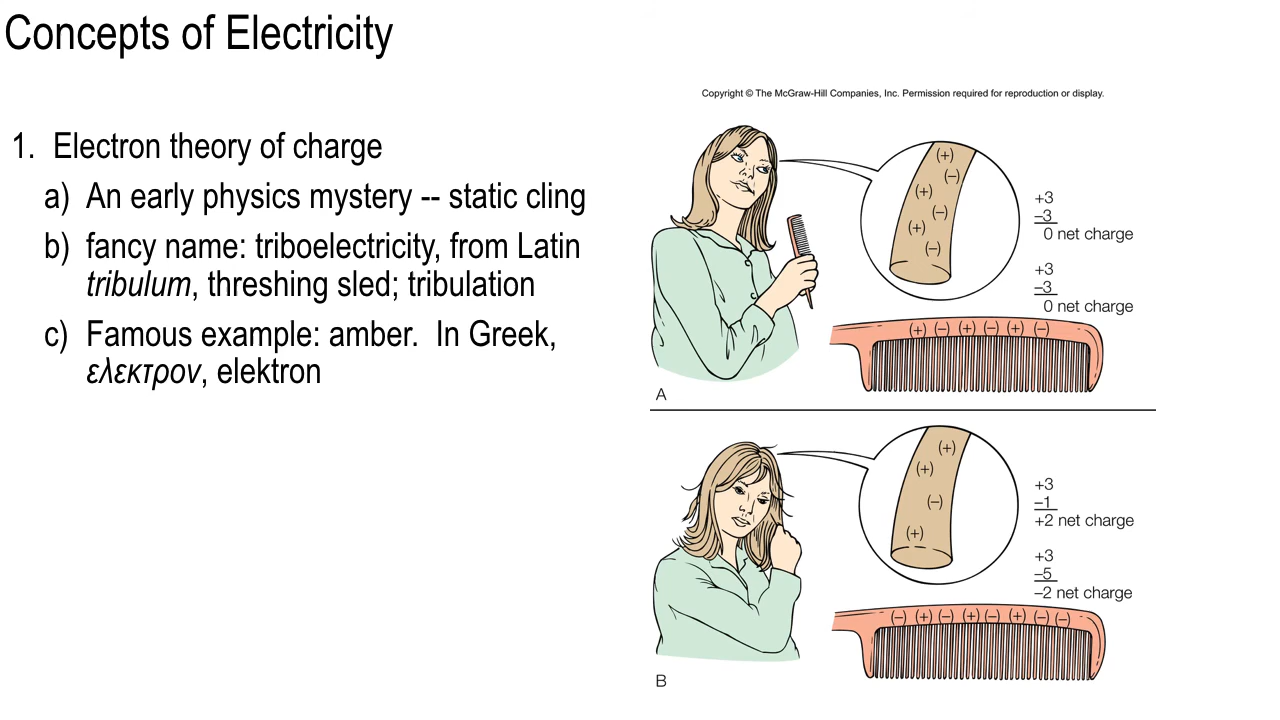 Concepts of Electricity
1. Electron theory of charge
a) An early physics mystery -- static cling
b) fancy name: triboelectricity, from Latin
tribulum, threshing sled; tribulation
c) Famous example: amber. In Greek,
ελεκτρον, elektron
Copyright © The McGraw-Hill Companies, Inc. Permission required for reproduction or display.
(+)
(–)
(+)
(–)
(+)
(–)
+3
–3
0 net charge
+3
–3
0 net charge
(+) (–) (+) (–) (+) (–)
A
(+)
(+)
(–)
(+)
+3
–1
+2 net charge
+3
–5
–2 net charge
(–) (+) (–) (+) (–) (+) (–) (–)
B